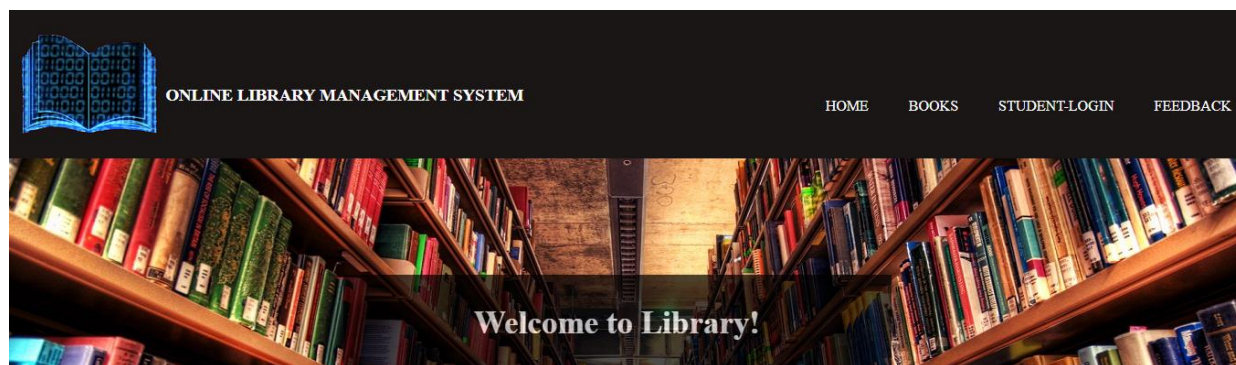 ONLINE LIBRARY MANAGEMENT SYSTEM
HOME BOOKS STUDENT-LOGIN FEEDBACK
Welcome to Library!